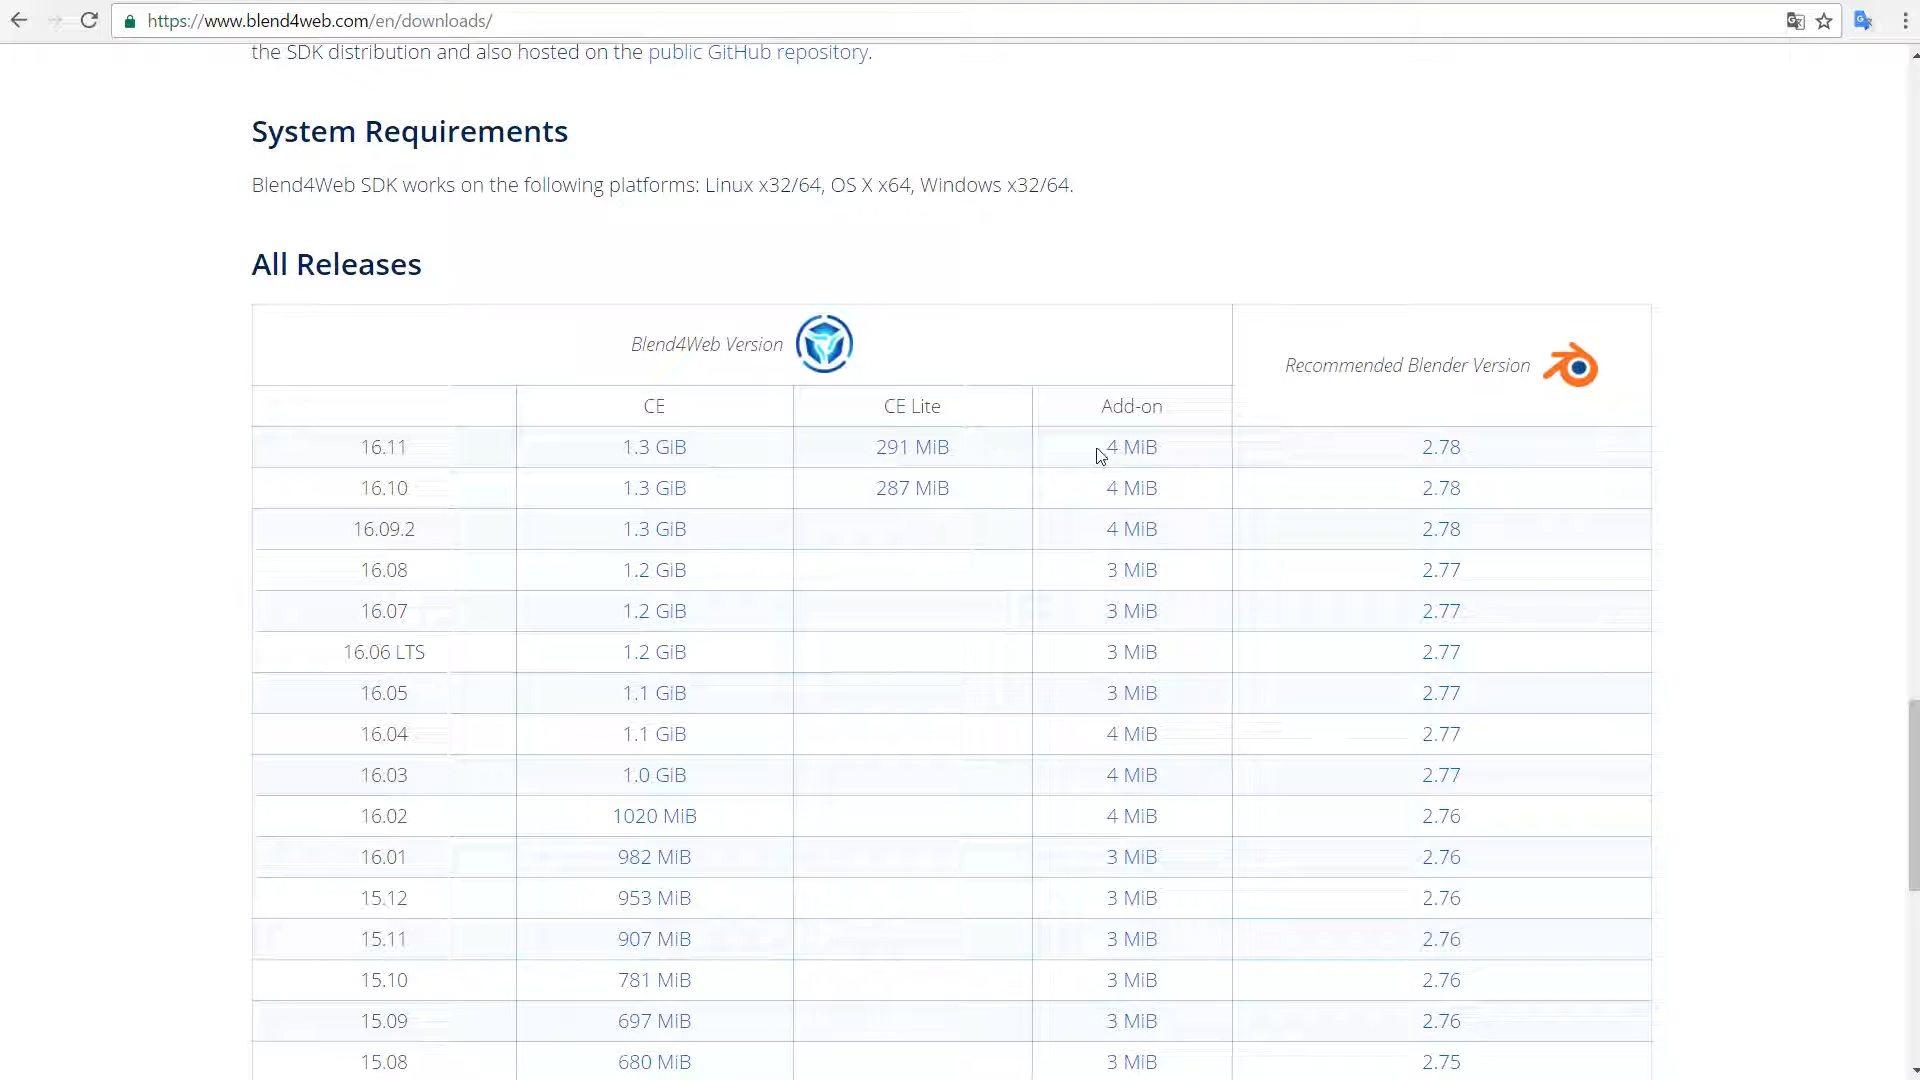 https://www.blend4web.com/en/downloads/
the SDK distribution and also hosted on the public GitHub repository.
System Requirements
Blend4Web SDK works on the following platforms: Linux x32/64, OS X x64, Windows x32/64.
All Releases
Blend4Web Version
Recommended Blender Version
CE CE Lite Add-on
16.11 1.3 GiB 291 MiB 4 MiB 2.78
16.10 1.3 GiB 287 MiB 4 MiB 2.78
16.09.2 1.3 GiB 4 MiB 2.78
16.08 1.2 GiB 3 MiB 2.77
16.07 1.2 GiB 3 MiB 2.77
16.06 LTS 1.2 GiB 3 MiB 2.77
16.05 1.1 GiB 3 MiB 2.77
16.04 1.1 GiB 4 MiB 2.77
16.03 1.0 GiB 4 MiB 2.77
16.02 1020 MiB 4 MiB 2.76
16.01 982 MiB 3 MiB 2.76
15.12 953 MiB 3 MiB 2.76
15.11 907 MiB 3 MiB 2.76
15.10 781 MiB 3 MiB 2.76
15.09 697 MiB 3 MiB 2.76
15.08 680 MiB 3 MiB 2.75